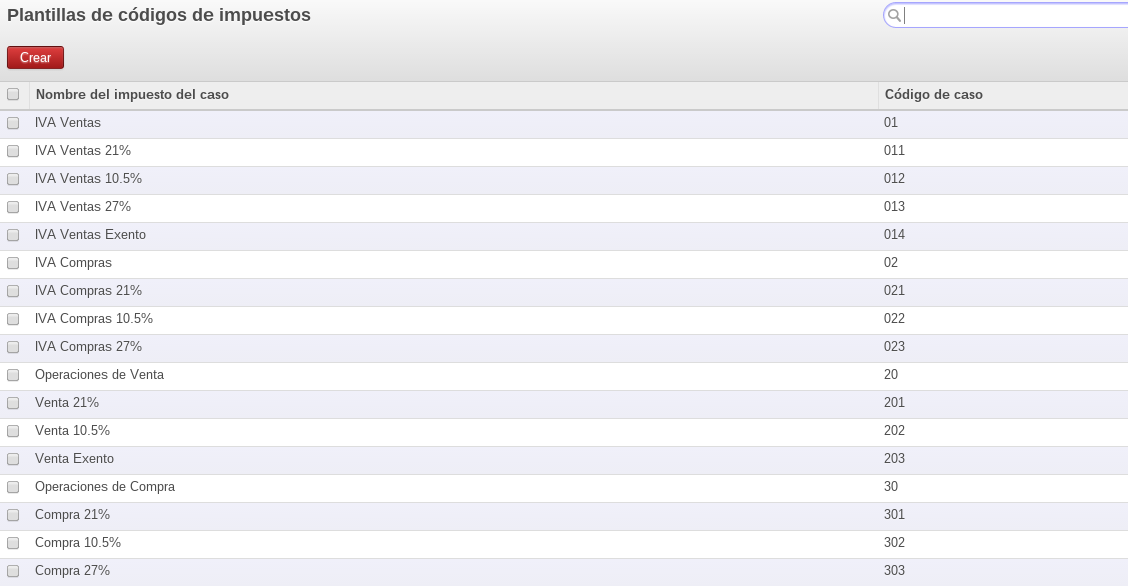 Plantillas de códigos de impuestos
Crear
Nombre del impuesto del caso Código de caso
IVA Ventas 01
IVA Ventas 21% 011
IVA Ventas 10.5% 012
IVA Ventas 27% 013
IVA Ventas Exento 014
IVA Compras 02
IVA Compras 21% 021
IVA Compras 10.5% 022
IVA Compras 27% 023
Operaciones de Venta 20
Venta 21% 201
Venta 10.5% 202
Venta Exento 203
Operaciones de Compra 30
Compra 21% 301
Compra 10.5% 302
Compra 27% 303